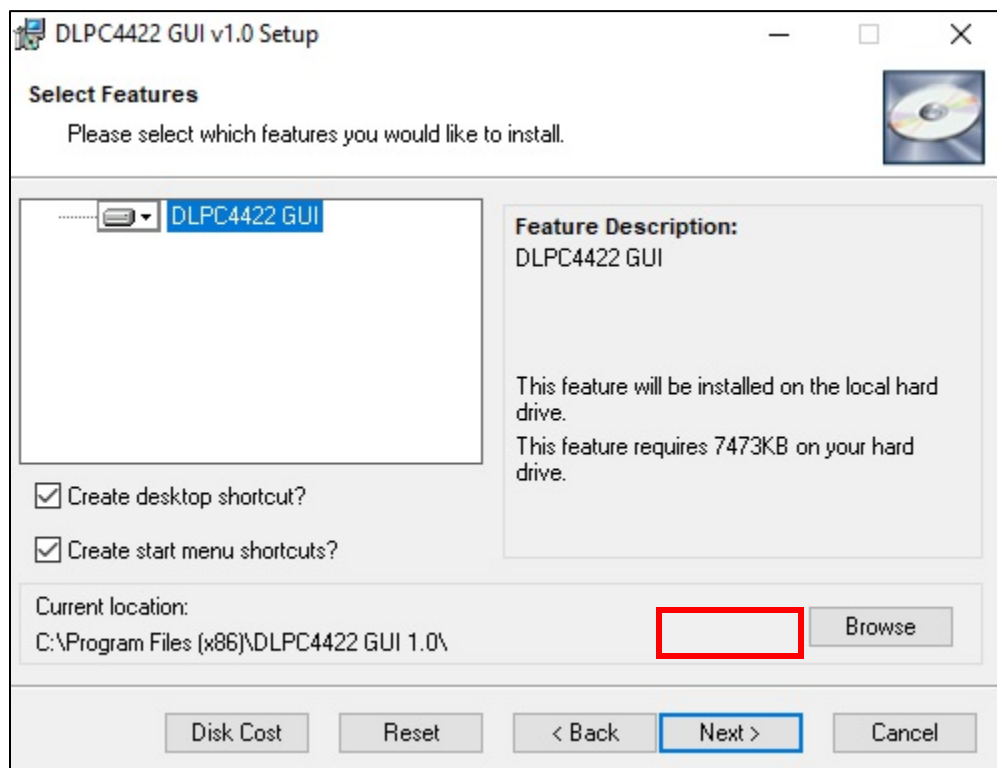 DLPC4422 GUI v1.0 Setup
Select Features
Please select which features you would like to install.
DLPC4422 GUI
Feature Description:
DLPC4422 GUI
This feature will be installed on the local hard
drive.
This feature requires 7473KB on your hard
drive.
Create desktop shortcut?
Create start menu shortcuts?
Current location:
C:\Program Files (x86)\DLPC4422 GUI 1.0\
Browse
Disk Cost
Reset
< Back
Next >
Cancel